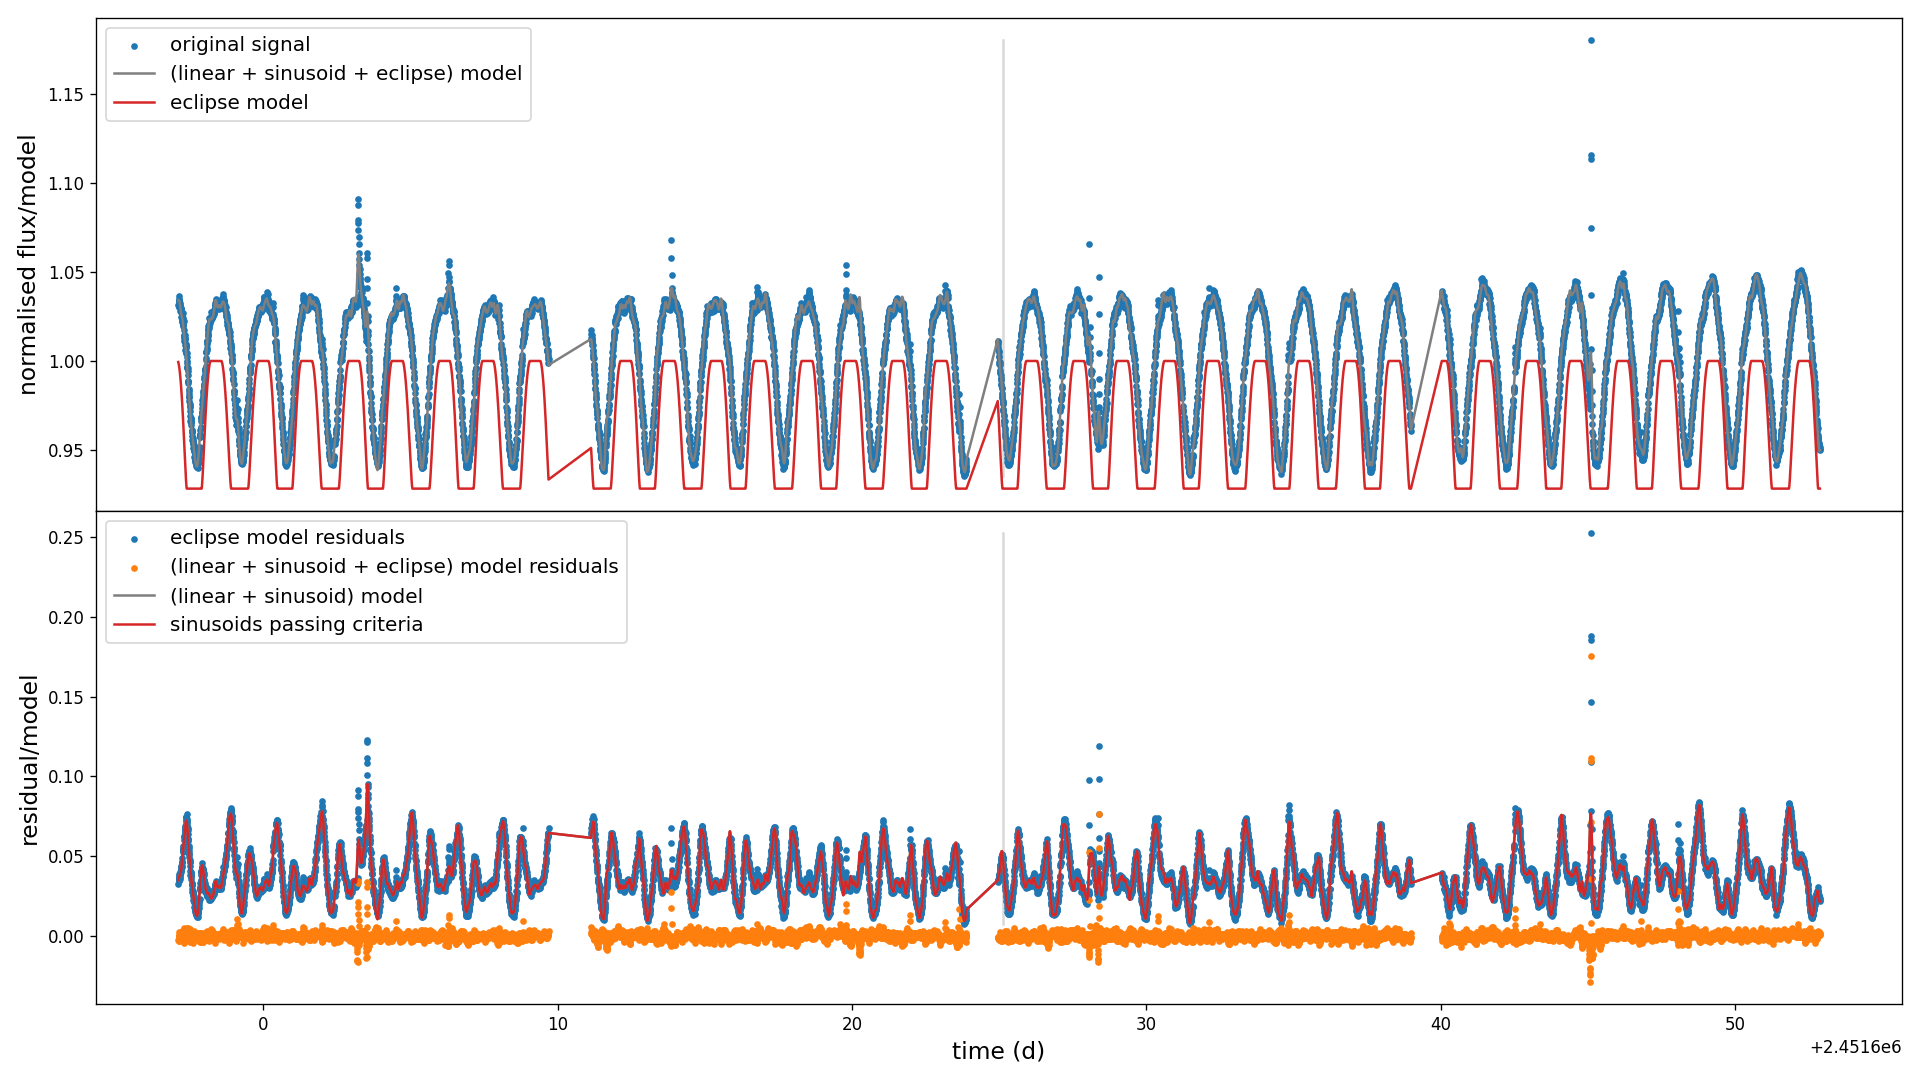 original signal
(linear + sinusoid + eclipse) model
eclipse model
normalised flux/model
1.15
1.10
1.05
1.00
0.95
eclipse model residuals
(linear + sinusoid + eclipse) model residuals
(linear + sinusoid) model
sinusoids passing criteria
residual/model
0.25
0.20
0.15
0.10
0.05
0.00
0 10 20 30 40 50
time (d)
+2.4516e6